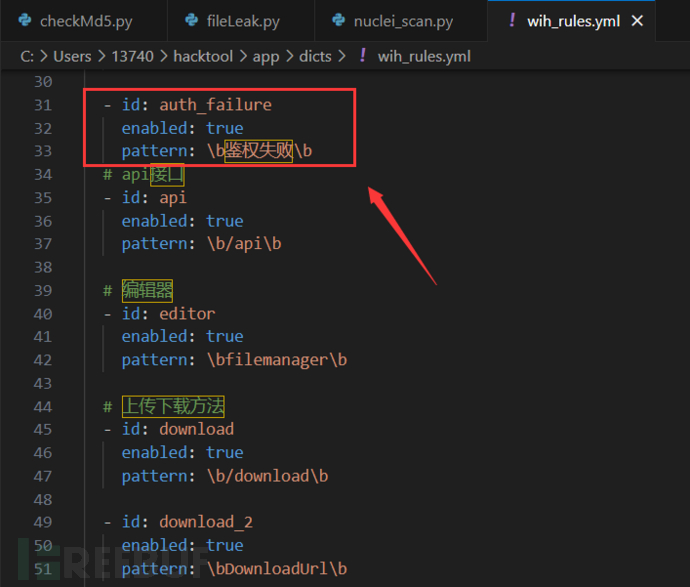 checkMd5.py fileLeak.py nuclei_scan.py ! wih_rules.yml ×
C: > Users > 13740 > hacktool > app > dicts > ! wih_rules.yml
30
31 - id: auth_failure
32 enabled: true
33 pattern: \b鉴权失败\b
34 # api接口
35 - id: api
36 enabled: true
37 pattern: \b/api\b
38
39 # 编辑器
40 - id: editor
41 enabled: true
42 pattern: \bfilemanager\b
43
44 # 上传下载方法
45 - id: download
46 enabled: true
47 pattern: \b/download\b
48
49 - id: download_2
50 enabled: true
51 pattern: \bDownloadUrl\b
FREEBUF